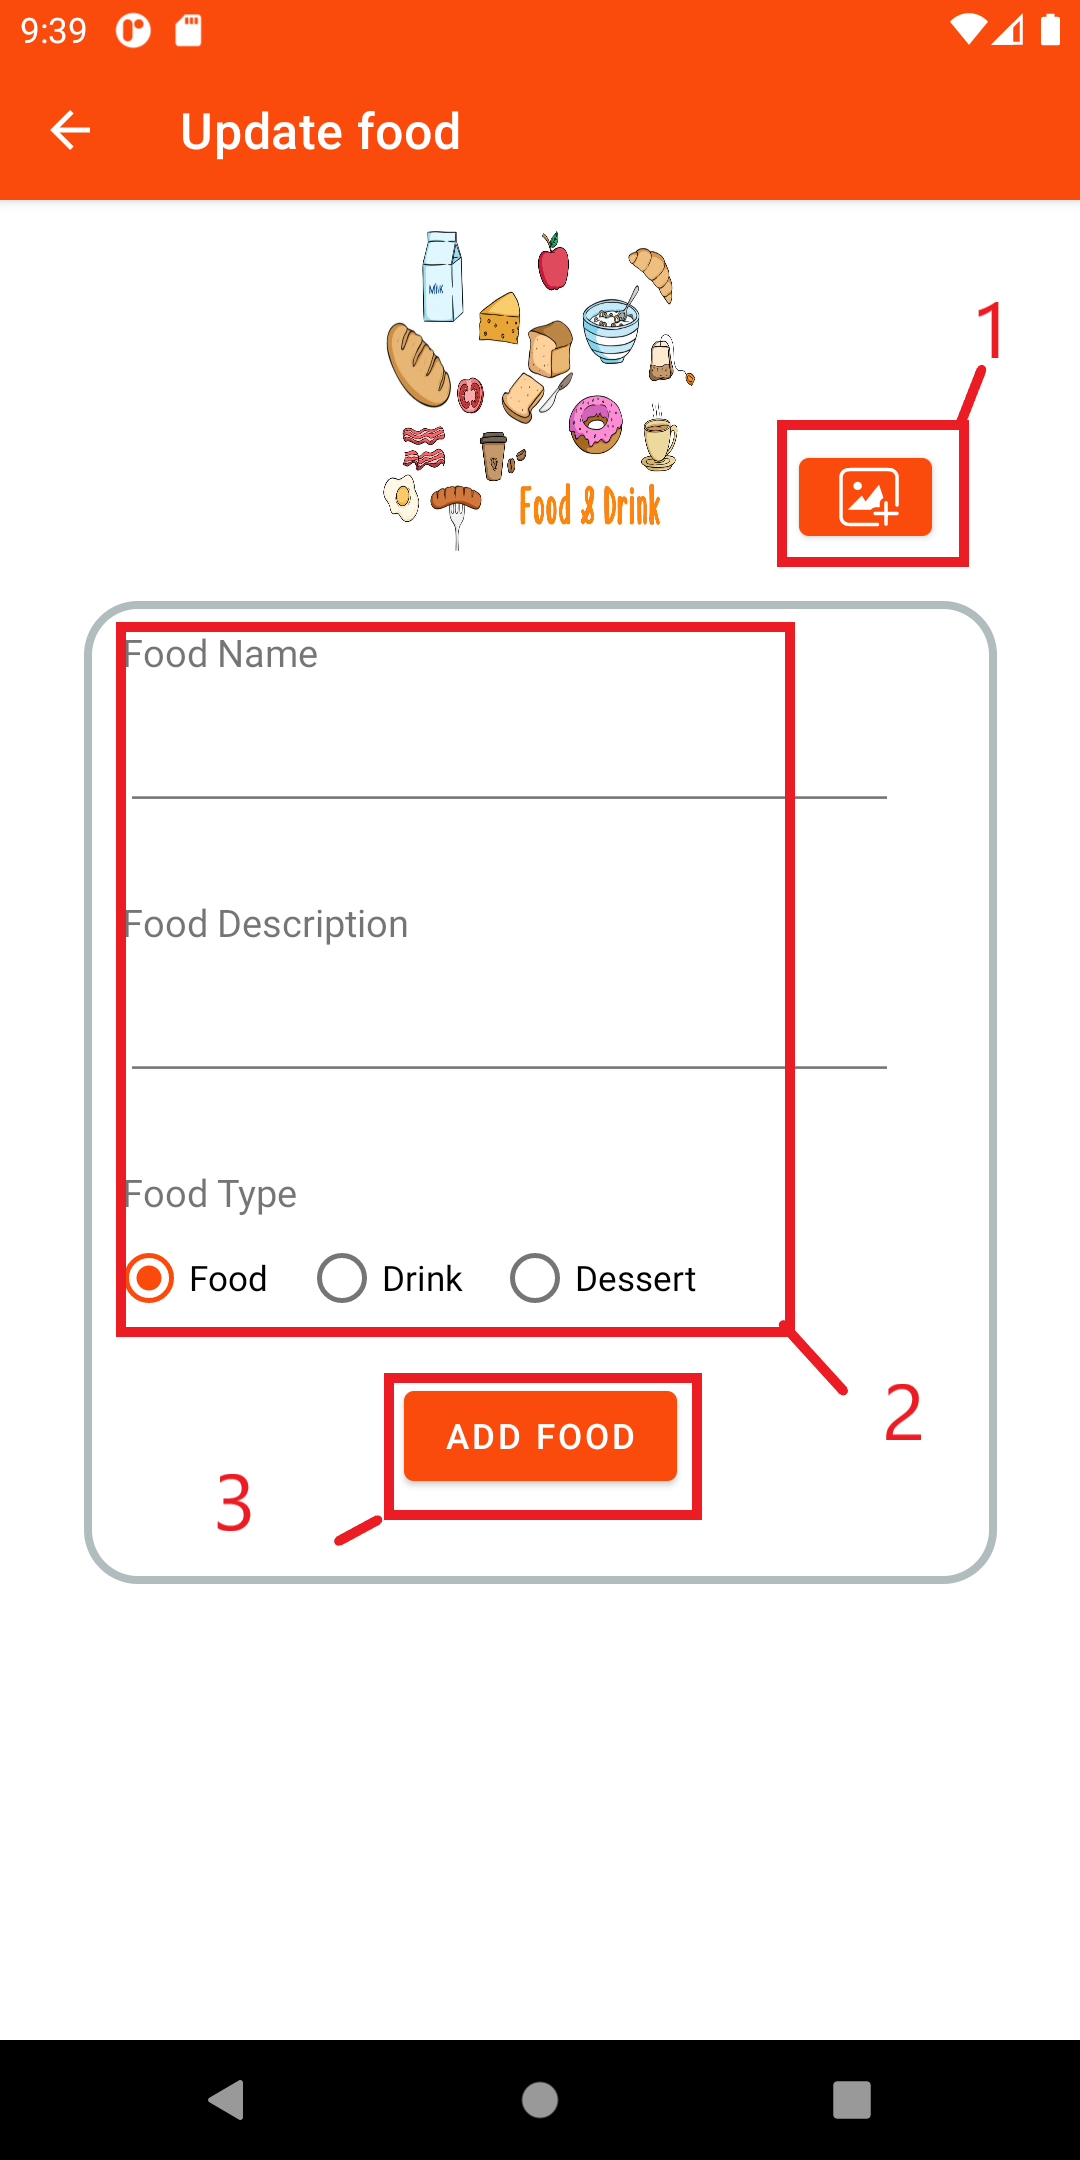 9:39
Update food
MILK
Food & Drink
1
Food Name
Food Description
Food Type
Food Drink Dessert
2
ADD FOOD
3